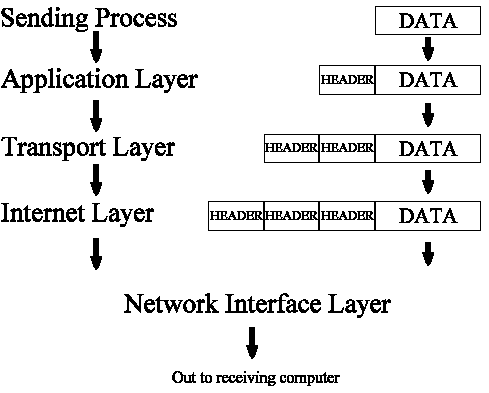 Sending Process DATA
Application Layer HEADER DATA
Transport Layer HEADER HEADER DATA
Internet Layer HEADER HEADER HEADER DATA
Network Interface Layer
Out to receiving computer